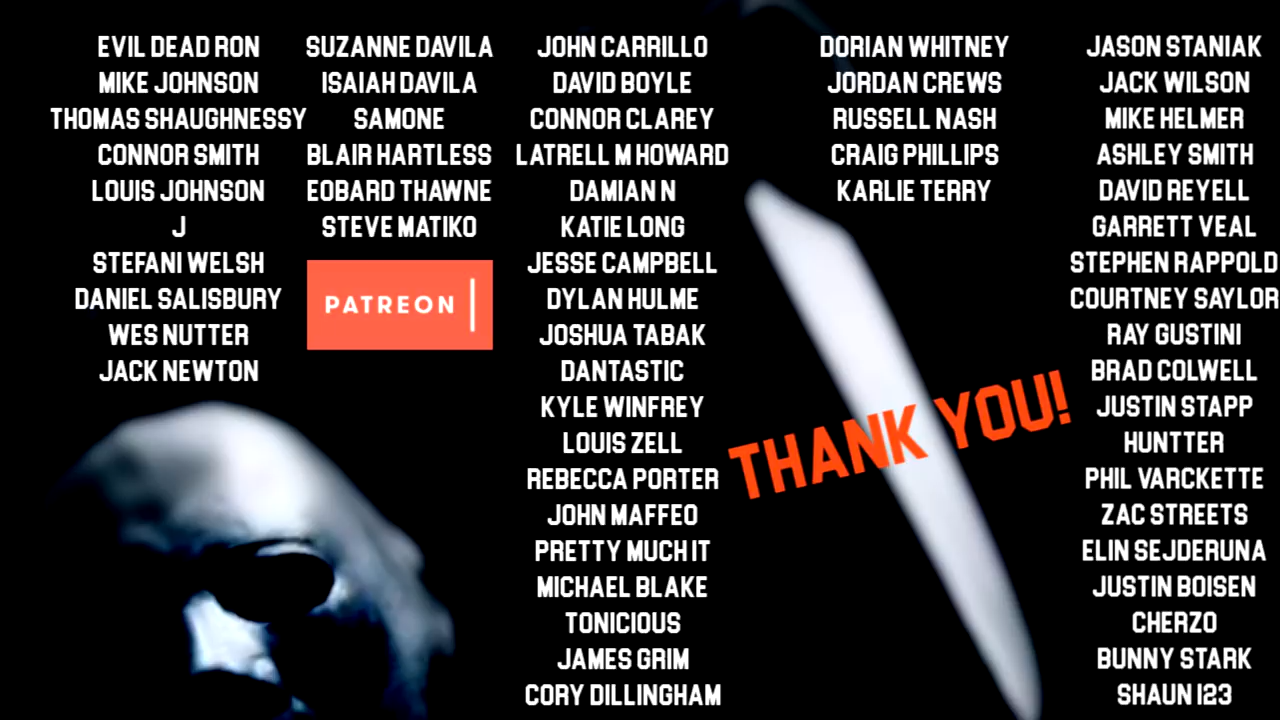 EVIL DEAD RON
MIKE JOHNSON
THOMAS SHAUGHNESSY
CONNOR SMITH
LOUIS JOHNSON
J
STEFANI WELSH
DANIEL SALISBURY
WES NUTTER
JACK NEWTON
SUZANNE DAVILA
ISAIAH DAVILA
SAMONE
BLAIR HARTLESS
EOBARD THAWNE
STEVE MATIKO
PATREON
JOHN CARRILLO
DAVID BOYLE
CONNOR CLAREY
LATRELL M HOWARD
DAMIAN N
KATIE LONG
JESSE CAMPBELL
DYLAN HULME
JOSHUA TABAK
DANTASTIC
KYLE WINFREY
LOUIS ZELL
REBECCA PORTER
JOHN MAFFEO
PRETTY MUCH IT
MICHAEL BLAKE
TONICIOUS
JAMES GRIM
CORY DILLINGHAM
DORIAN WHITNEY
JORDAN CREWS
RUSSELL NASH
CRAIG PHILLIPS
KARLIE TERRY
THANK YOU!
JASON STANIAK
JACK WILSON
MIKE HELMER
ASHLEY SMITH
DAVID REYELL
GARRETT VEAL
STEPHEN RAPPOLD
COURTNEY SAYLOR
RAY GUSTINI
BRAD COLWELL
JUSTIN STAPP
HUNTTER
PHIL VARCKETTE
ZAC STREETS
ELIN SEJDERUNA
JUSTIN BOISEN
CHERZO
BUNNY STARK
SHAUN 123